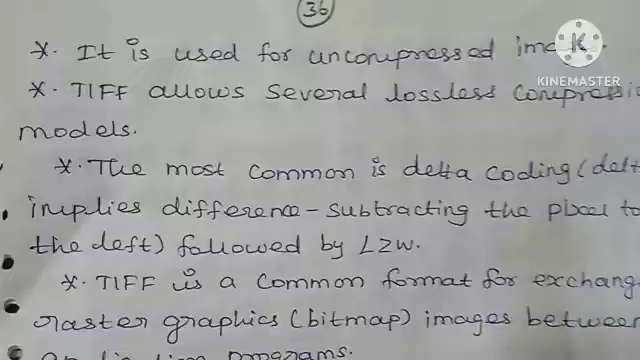 36
*. It is used for uncompressed
*. TIFF allows several lossless
models.
*. The most common is delta coding (
implies difference - subtracting the pixel to
the left) followed by LZW.
*. TIFF is a common format for
raster graphics (bitmap) images between
programs.
K
KINEMASTER